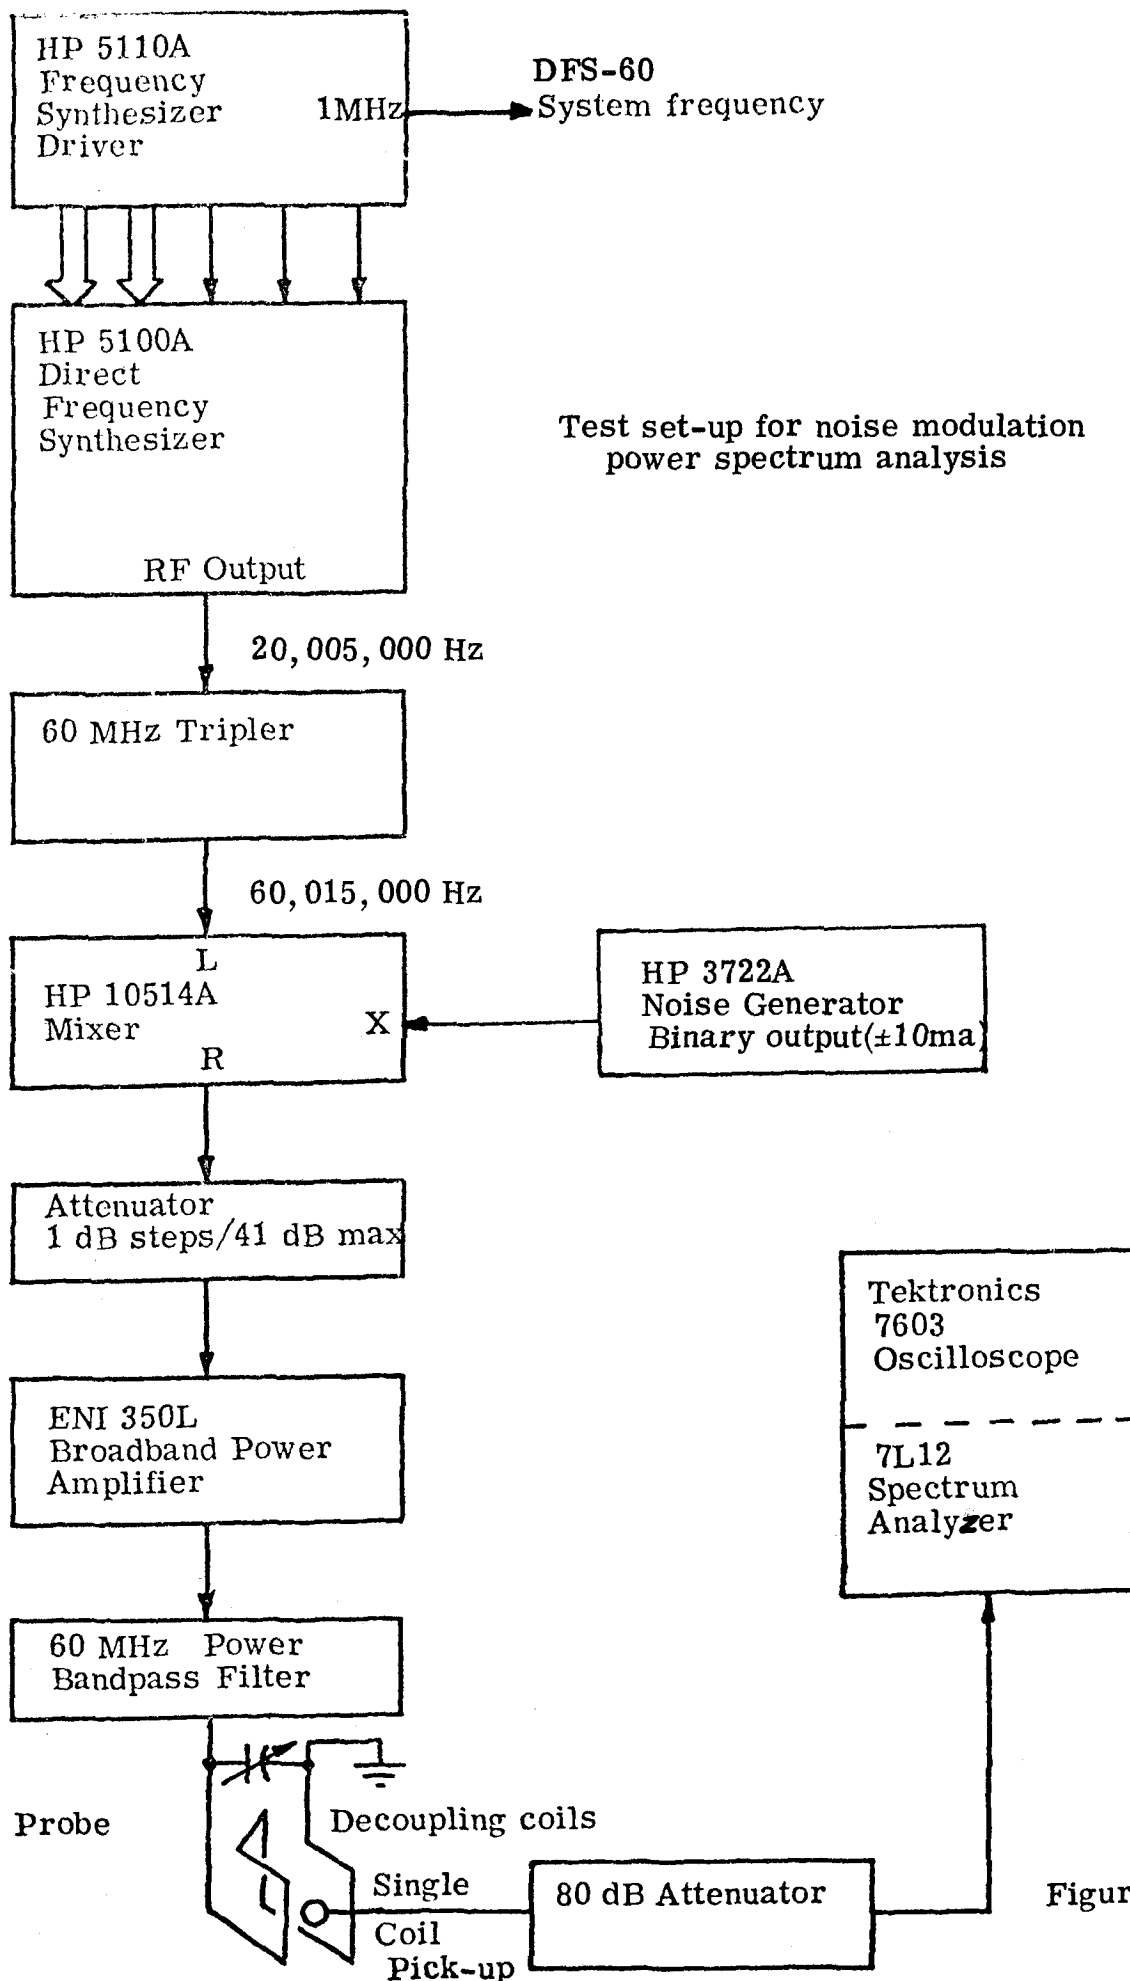 HP 5110A
Frequency
Synthesizer
Driver
1MHz
DFS-60
System frequency
HP 5100A
Direct
Frequency
Synthesizer
RF Output
Test set-up for noise modulation
power spectrum analysis
20,005,000 Hz
60 MHz Tripler
60,015,000 Hz
L
HP 10514A
Mixer
X
R
HP 3722A
Noise Generator
Binary output(±10ma)
Attenuator
1 dB steps/41 dB max
ENI 350L
Broadband Power
Amplifier
Tektronics
7603
Oscilloscope
7L12
Spectrum
Analyzer
60 MHz Power
Bandpass Filter
Probe
Decoupling coils
Single
Coil
Pick-up
80 dB Attenuator
Figur